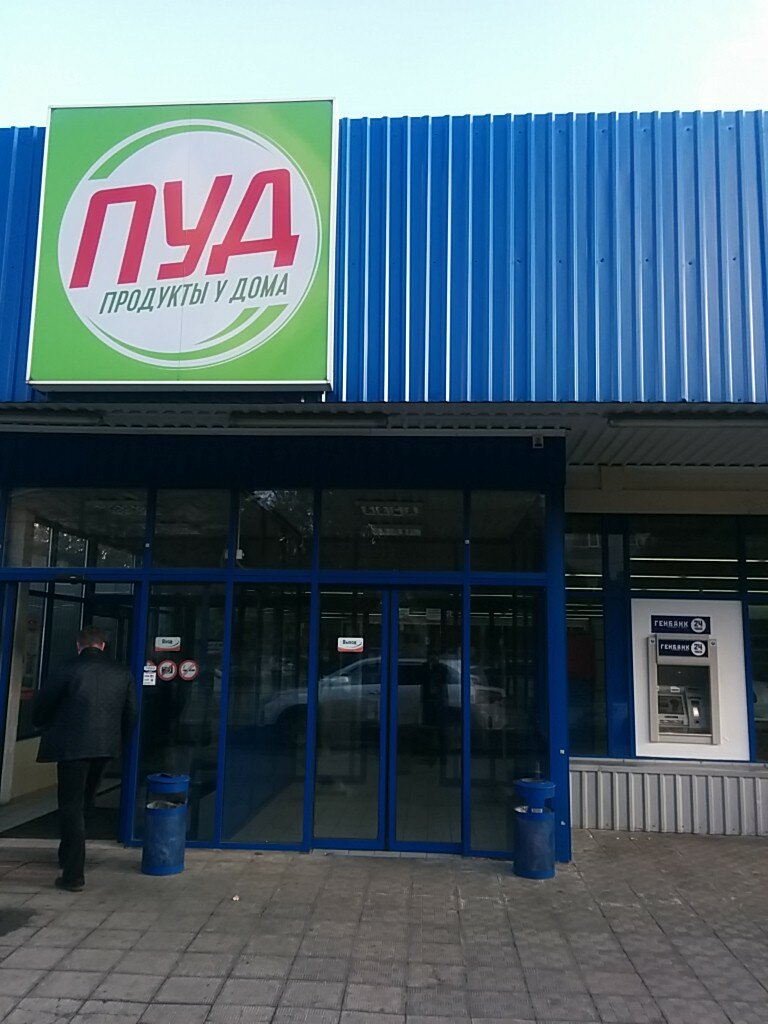 ПУД
ПРОДУКТЫ У ДОМА
Вход
Выход
ГЕНБАНК 24
ГЕНБАНК 24